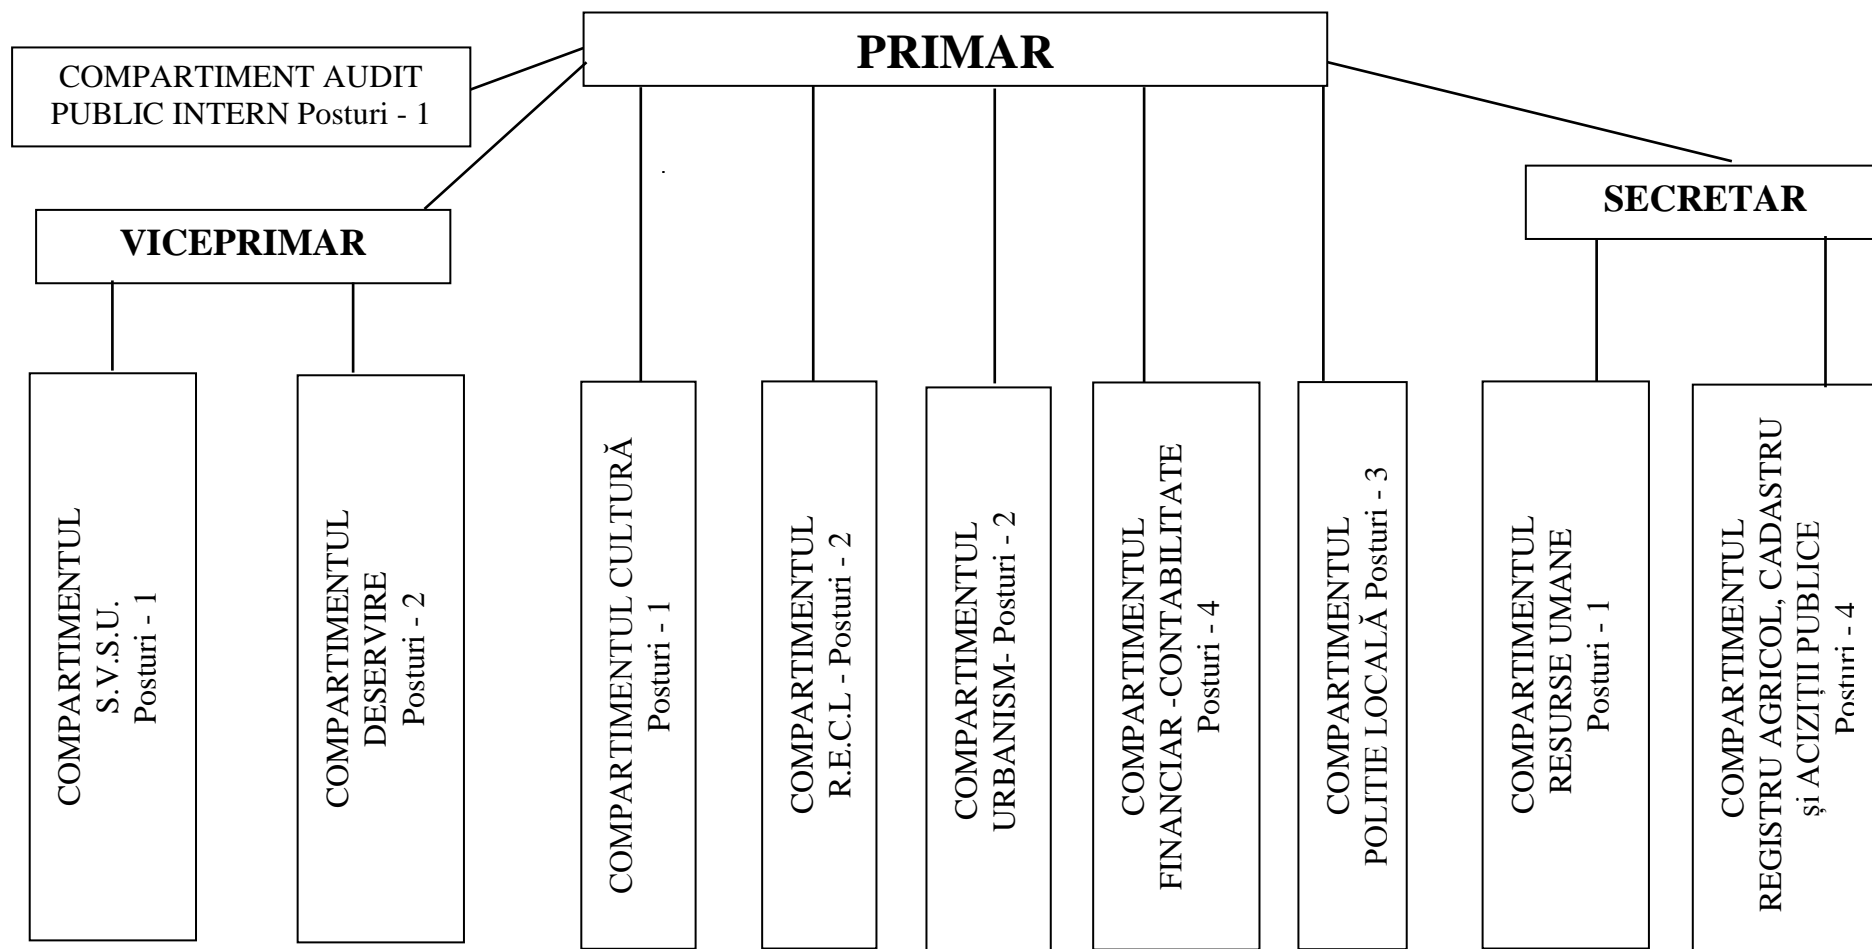 PRIMAR
COMPARTIMENT AUDIT
PUBLIC INTERN Posturi - 1
SECRETAR
VICEPRIMAR
COMPARTIMENTUL
S.V.S.U.
Posturi - 1
COMPARTIMENTUL
DESERVIRE
Posturi - 2
COMPARTIMENTUL CULTURĂ
Posturi - 1
COMPARTIMENTUL
R.E.C.L - Posturi - 2
COMPARTIMENTUL
URBANISM- Posturi - 2
COMPARTIMENTUL
FINANCIAR -CONTABILITATE
Posturi - 4
COMPARTIMENTUL
POLITIE LOCALĂ Posturi - 3
COMPARTIMENTUL
RESURSE UMANE
Posturi - 1
COMPARTIMENTUL
REGISTRU AGRICOL, CADASTRU
și ACIZIȚII PUBLICE
Posturi - 4